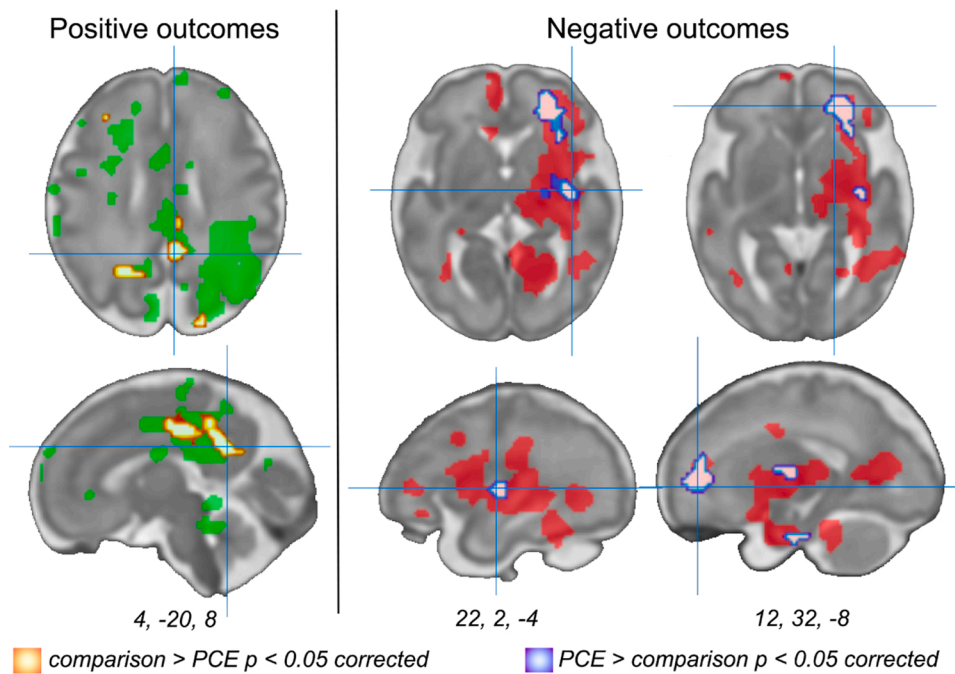 Positive outcomes
Negative outcomes
4, -20, 8
22, 2, -4
12, 32, -8
comparison > PCE p < 0.05 corrected
PCE > comparison p < 0.05 corrected